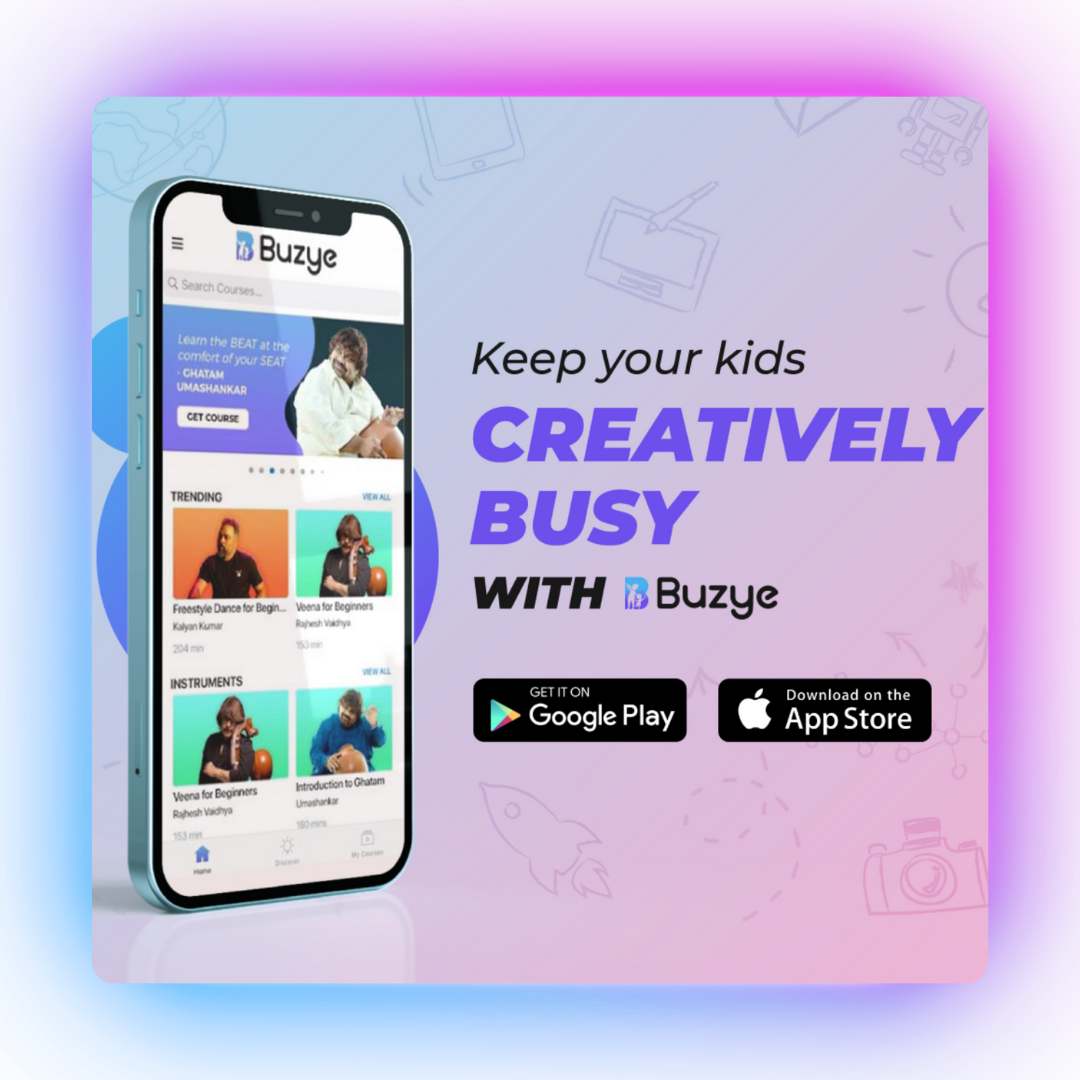 Buzye
Search Courses...
Learn the BEAT at the
comfort of your SEAT
- GHATAM
UMASHANKAR
GET COURSE
TRENDING
VIEW ALL
Freestyle Dance for Begin...
Kalyan Kumar
204 min
Veena for Beginners
Rajhesh Vaidhya
153 min
INSTRUMENTS
VIEW ALL
Veena for Beginners
Rajhesh Vaidhya
153 min
Introduction to Ghatam
Umashankar
180 mins
Home
Discover
My Courses
Keep your kids
CREATIVELY
BUSY
WITH Buzye
GET IT ON
Google Play
Download on the
App Store